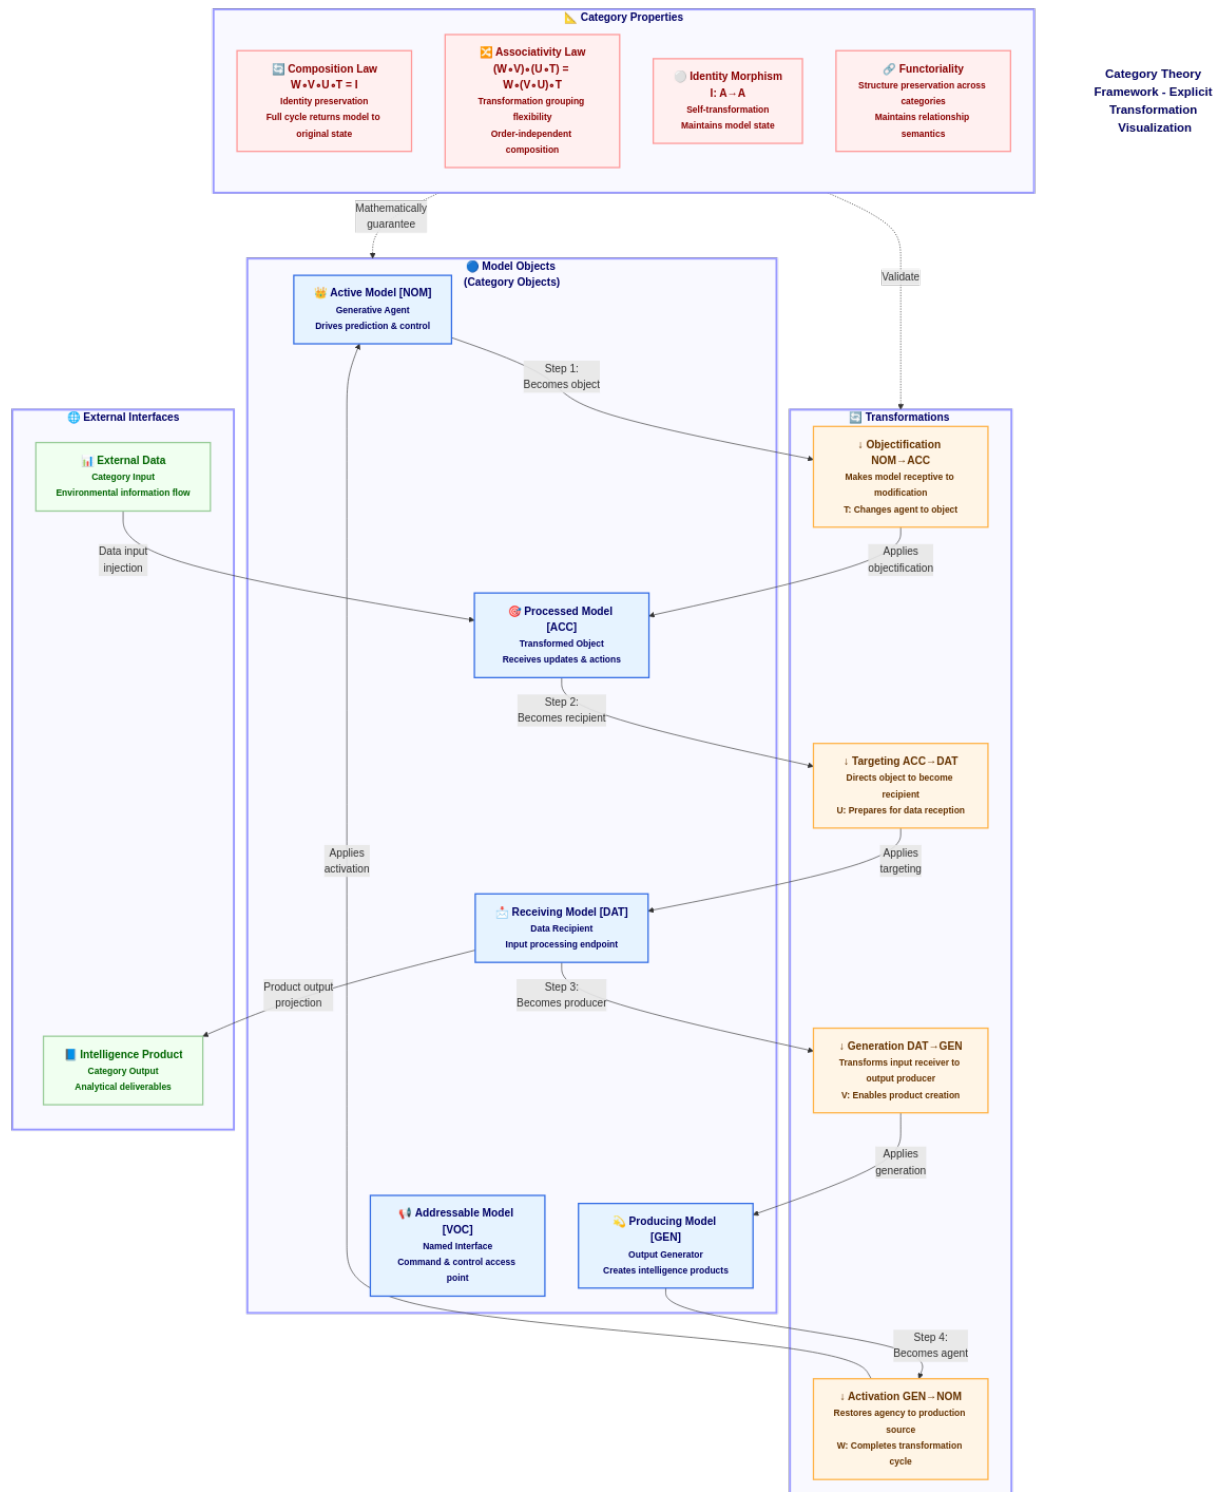 📐 Category Properties
🔄 Composition Law
W∘V∘U∘T = I
Identity preservation
Full cycle returns model to
original state
🔀 Associativity Law
(W∘V)∘(U∘T) =
W∘(V∘U)∘T
Transformation grouping
flexibility
Order-independent
composition
⚪ Identity Morphism
I: A→A
Self-transformation
Maintains model state
🔗 Functoriality
Structure preservation across
categories
Maintains relationship
semantics
Category Theory
Framework - Explicit
Transformation
Visualization
Mathematically
guarantee
Validate
🔵 Model Objects
(Category Objects)
👑 Active Model [NOM]
Generative Agent
Drives prediction & control
Step 1:
Becomes object
🌐 External Interfaces
📊 External Data
Category Input
Environmental information flow
Data input
injection
🔄 Transformations
↓ Objectification
NOM→ACC
Makes model receptive to
modification
T: Changes agent to object
Applies
objectification
🎯 Processed Model
[ACC]
Transformed Object
Receives updates & actions
Step 2:
Becomes recipient
↓ Targeting ACC→DAT
Directs object to become
recipient
U: Prepares for data reception
Applies
activation
Applies
targeting
📩 Receiving Model [DAT]
Data Recipient
Input processing endpoint
Product output
projection
Step 3:
Becomes producer
📘 Intelligence Product
Category Output
Analytical deliverables
↓ Generation DAT→GEN
Transforms input receiver to
output producer
V: Enables product creation
Applies
generation
📢 Addressable Model
[VOC]
Named Interface
Command & control access
point
💫 Producing Model
[GEN]
Output Generator
Creates intelligence products
Step 4:
Becomes agent
↓ Activation GEN→NOM
Restores agency to production
source
W: Completes transformation
cycle